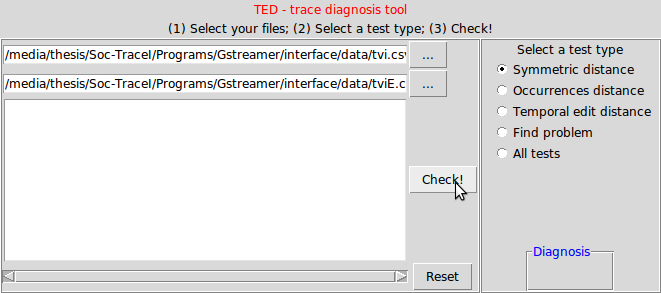 TED - trace diagnosis tool
(1) Select your files; (2) Select a test type; (3) Check!
/media/thesis/Soc-TraceI/Programs/Gstreamer/interface/data/tvi.cs
...
/media/thesis/Soc-TraceI/Programs/Gstreamer/interface/data/tviE.c
...
Check!
Reset
Select a test type
Symmetric distance
Occurrences distance
Temporal edit distance
Find problem
All tests
Diagnosis